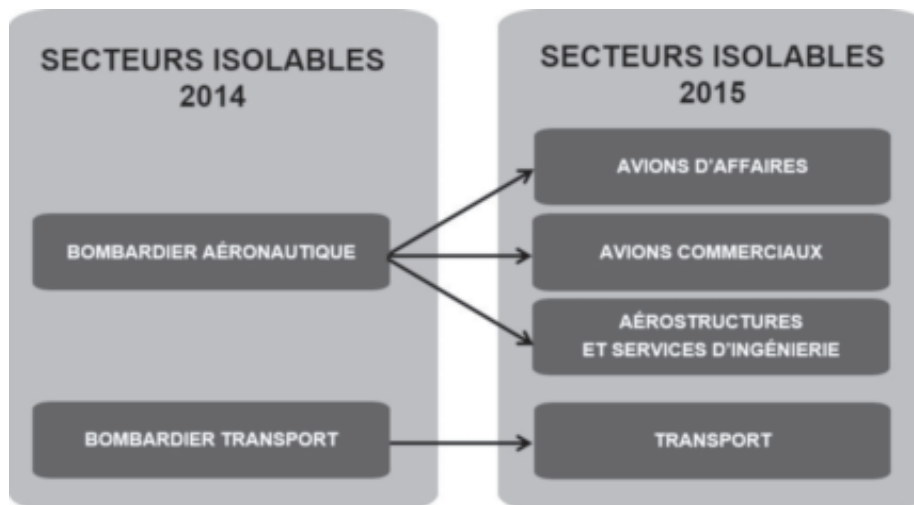 SECTEURS ISOLABLES
2014
BOMBARDIER AÉRONAUTIQUE
BOMBARDIER TRANSPORT
SECTEURS ISOLABLES
2015
AVIONS D'AFFAIRES
AVIONS COMMERCIAUX
AÉROSTRUCTURES
ET SERVICES D'INGÉNIERIE
TRANSPORT